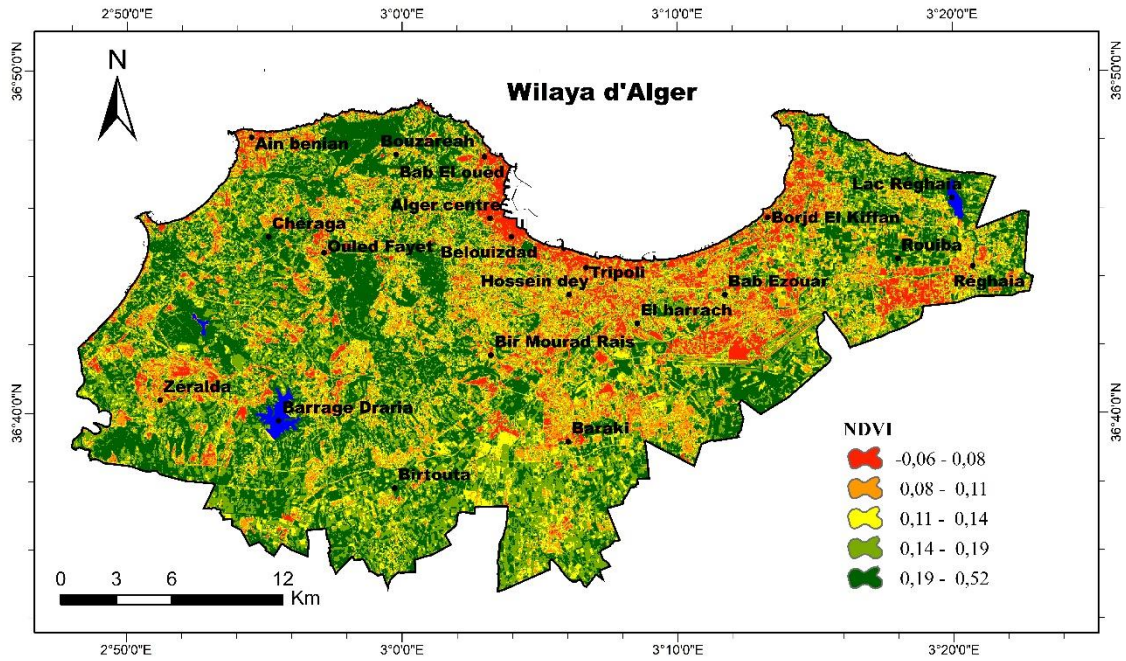 2°50'0"E 3°0'0"E 3°10'0"E 3°20'0"E
36°50'0"N
36°50'0"N
N
Wilaya d'Alger
Ain benian
Bouzareah
Bab El oued
Lac Reghaia
Alger centre
Borjd El Kiffan
Cheraga
Ouled Fayet
Belouizdad
Rouiba
Tripoli
Hossein dey
Bab Ezouar
Reghaia
El harrach
Bir Mourad Rais
Zeralda
Barrage Draria
36°40'0"N
36°40'0"N
Baraki
Birtouta
NDVI
-0,06 - 0,08
0,08 - 0,11
0,11 - 0,14
0,14 - 0,19
0,19 - 0,52
0 3 6 12
Km
2°50'0"E 3°0'0"E 3°10'0"E 3°20'0"E